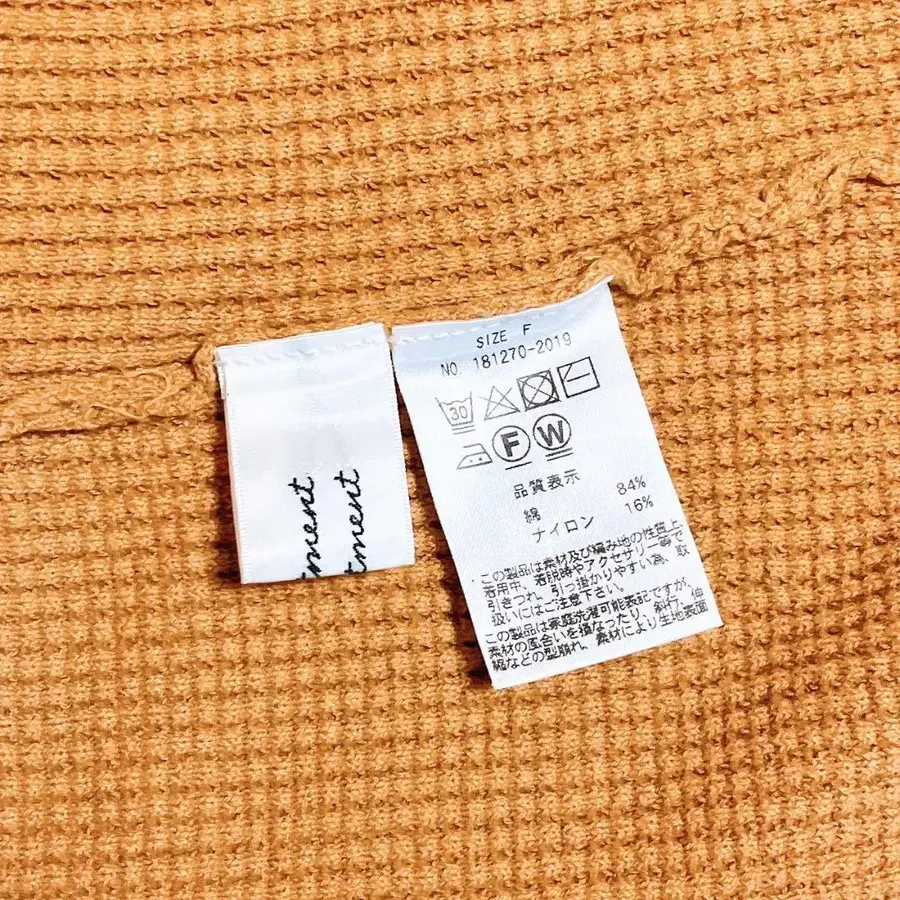 tment
tment
SIZE F
NO. 181270-2019
30
F W
品質表示
綿 84%
ナイロン 16%
・この製品は素材及び編み地の性質上、
着用中、着脱時やアクセサリー等で
引きつれ、引っ掛かりやすい為、取
扱いにはご注意下さい。
この製品は家庭洗濯可能表記ですが、
素材の風合いを損なったり、斜行、伸
縮などの型崩れ、素材により生地表面